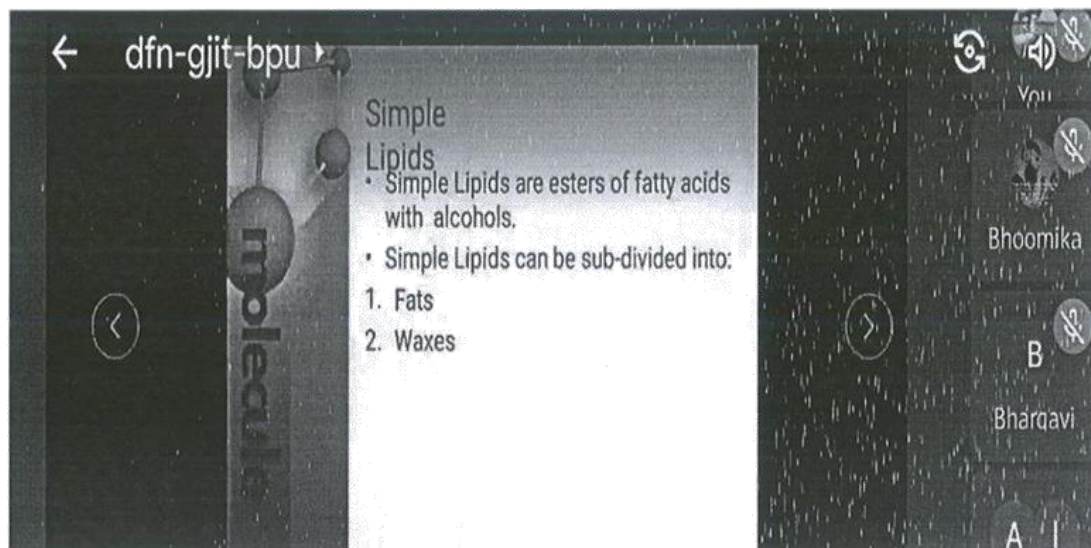 dfn-gjit-bpu
You
Simple
Lipids
• Simple Lipids are esters of fatty acids
with alcohols.
• Simple Lipids can be sub-divided into:
1. Fats
2. Waxes
molecule
Bhoomika
B
Bhargavi
A I